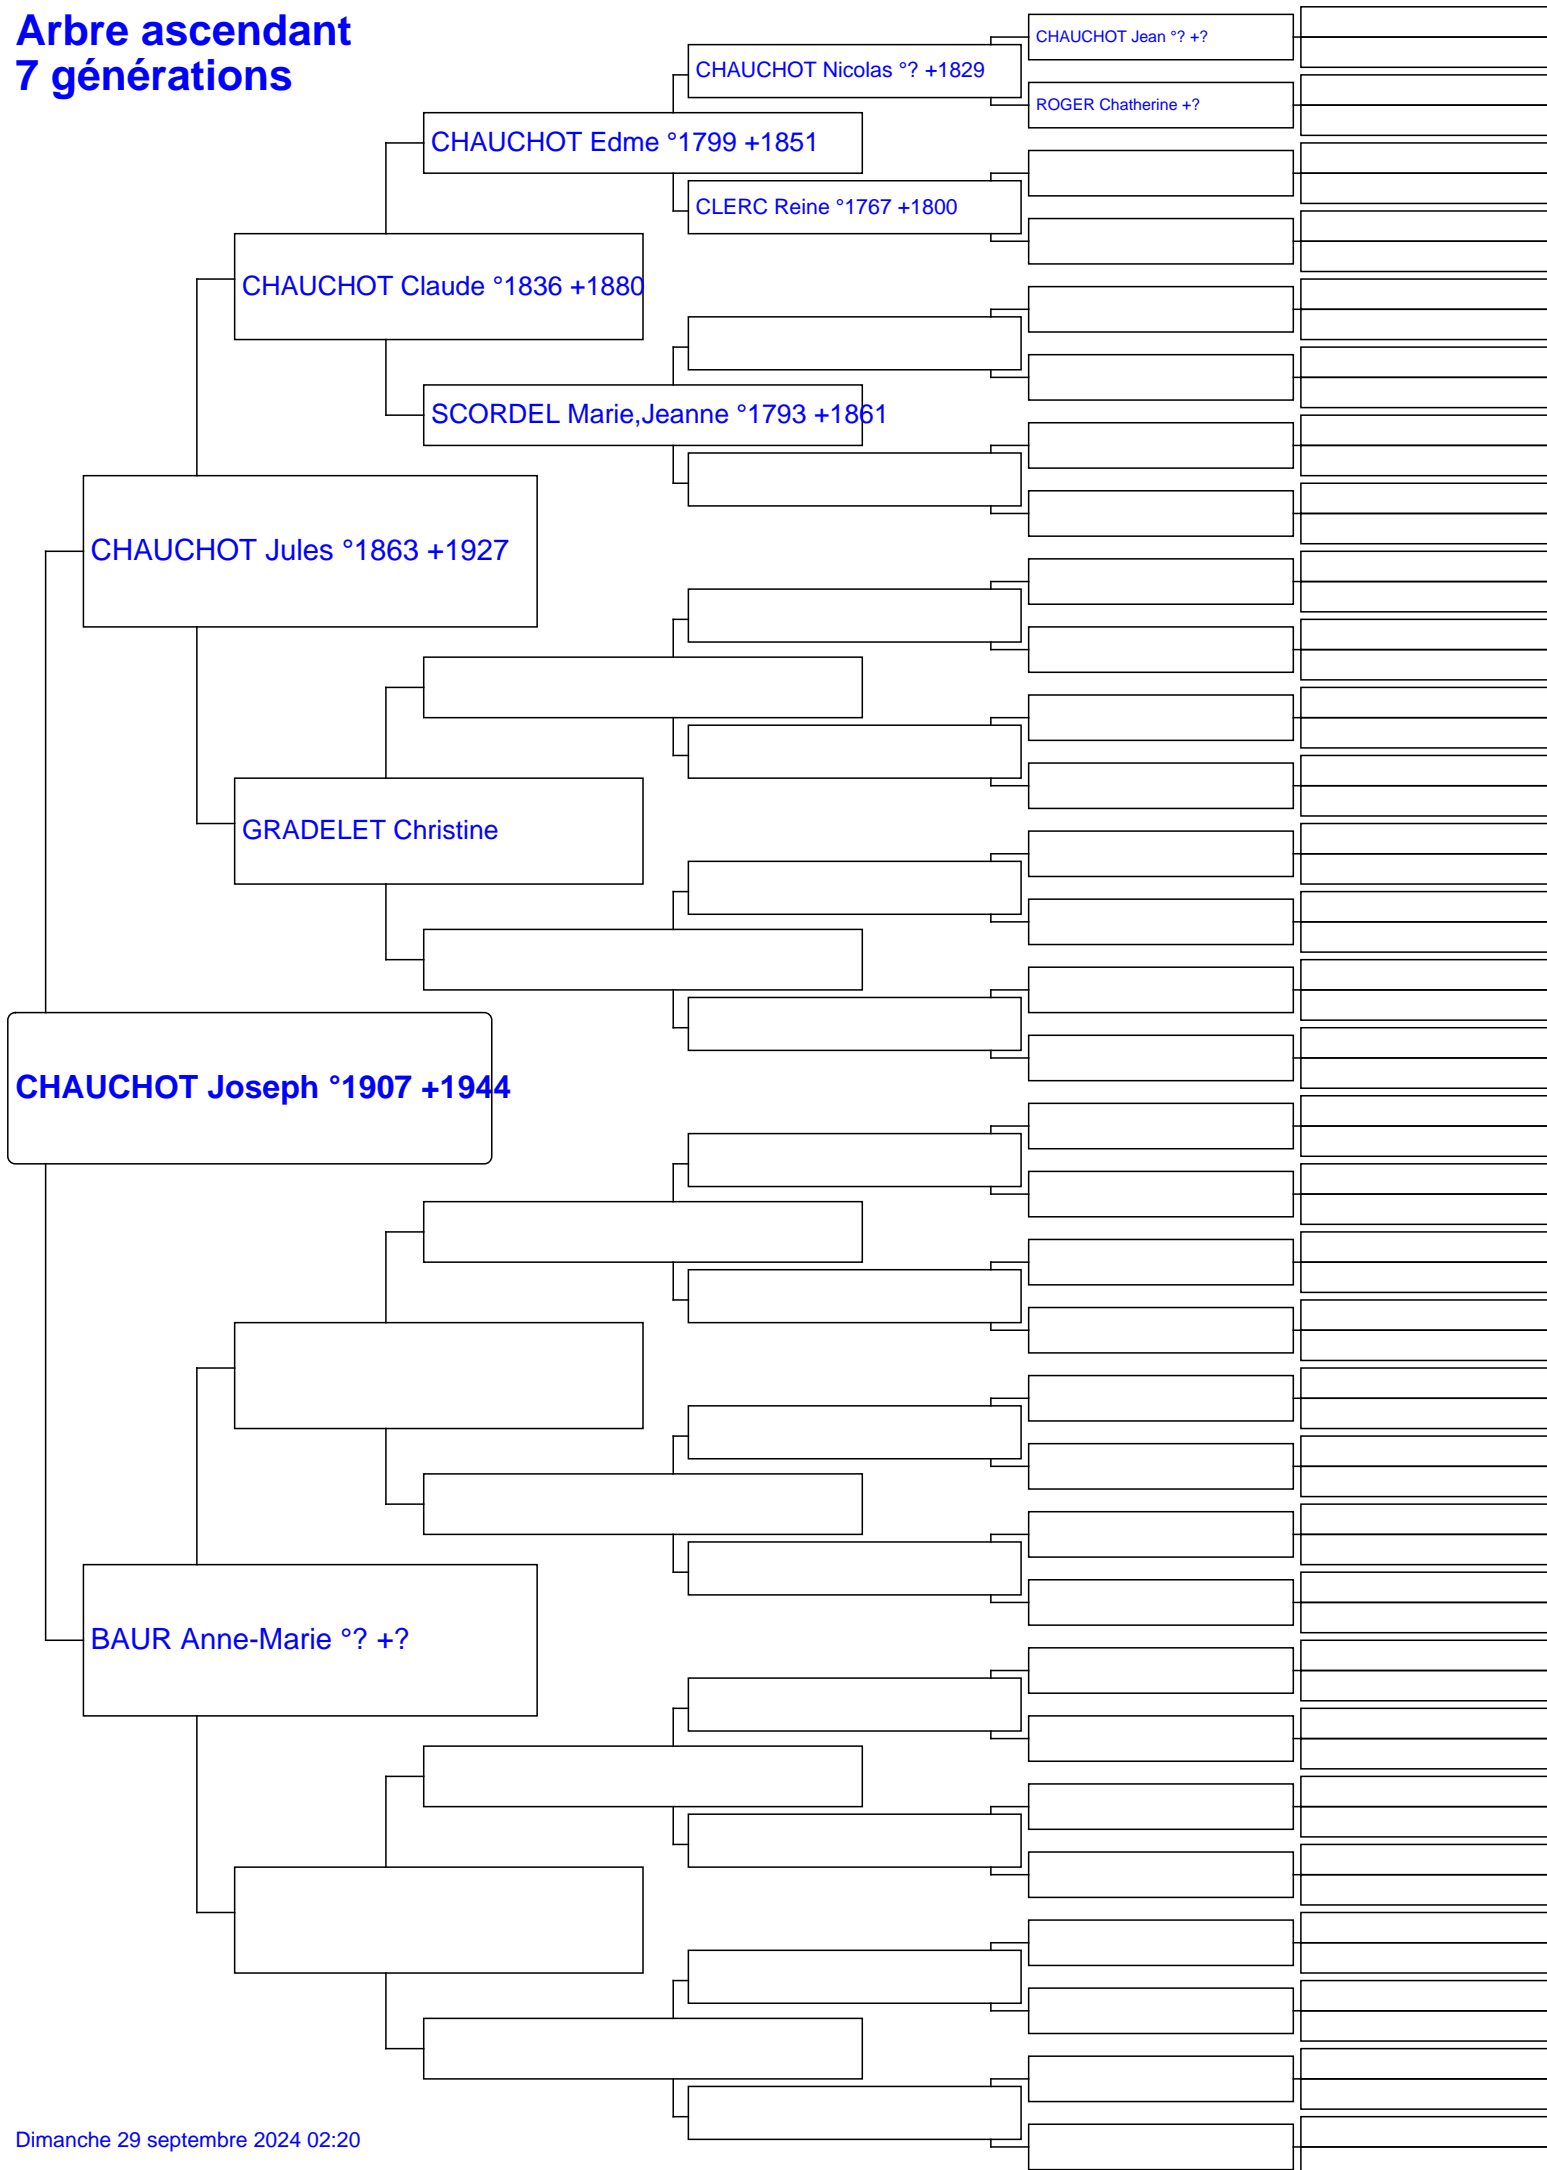 Arbre ascendant
7 générations
CHAUCHOT Jean °? +?
CHAUCHOT Nicolas °? +1829
ROGER Chatherine +?
CHAUCHOT Edme °1799 +1851
CLERC Reine °1767 +1800
CHAUCHOT Claude °1836 +1880
SCORDEL Marie,Jeanne °1793 +1861
CHAUCHOT Jules °1863 +1927
GRADELET Christine
CHAUCHOT Joseph °1907 +1944
BAUR Anne-Marie °? +?
Dimanche 29 septembre 2024 02:20